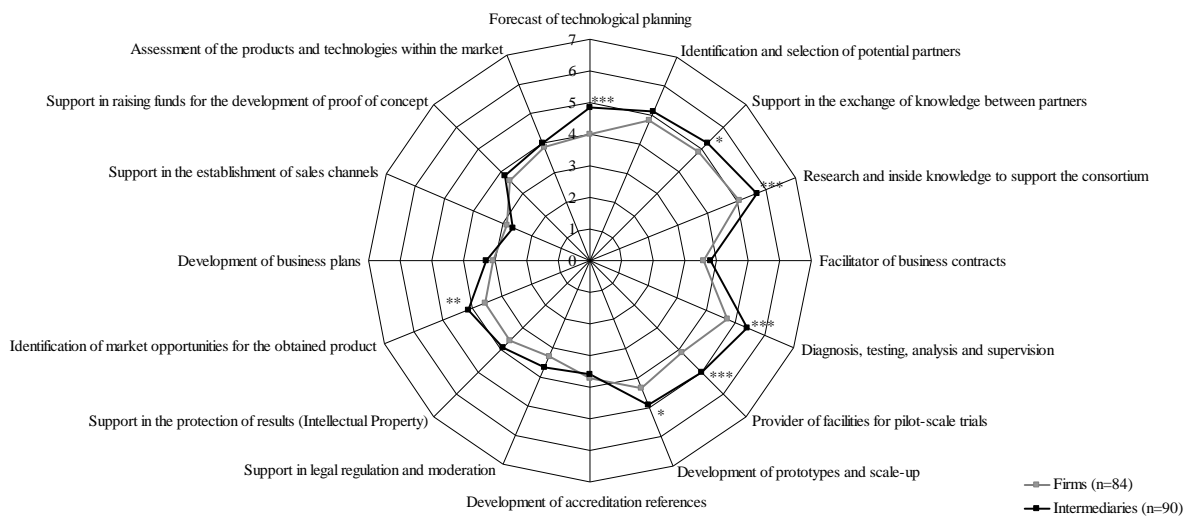 Forecast of technological planning
Assessment of the products and technologies within the market
Identification and selection of potential partners
Support in raising funds for the development of proof of concept
Support in the exchange of knowledge between partners
Support in the establishment of sales channels
Research and inside knowledge to support the consortium
Development of business plans
Facilitator of business contracts
Identification of market opportunities for the obtained product
Diagnosis, testing, analysis and supervision
Support in the protection of results (Intellectual Property)
Provider of facilities for pilot-scale trials
Support in legal regulation and moderation
Development of prototypes and scale-up
Development of accreditation references
7
6
5
4
3
2
1
0
***
*
***
***
***
*
**
Firms (n=84)
Intermediaries (n=90)